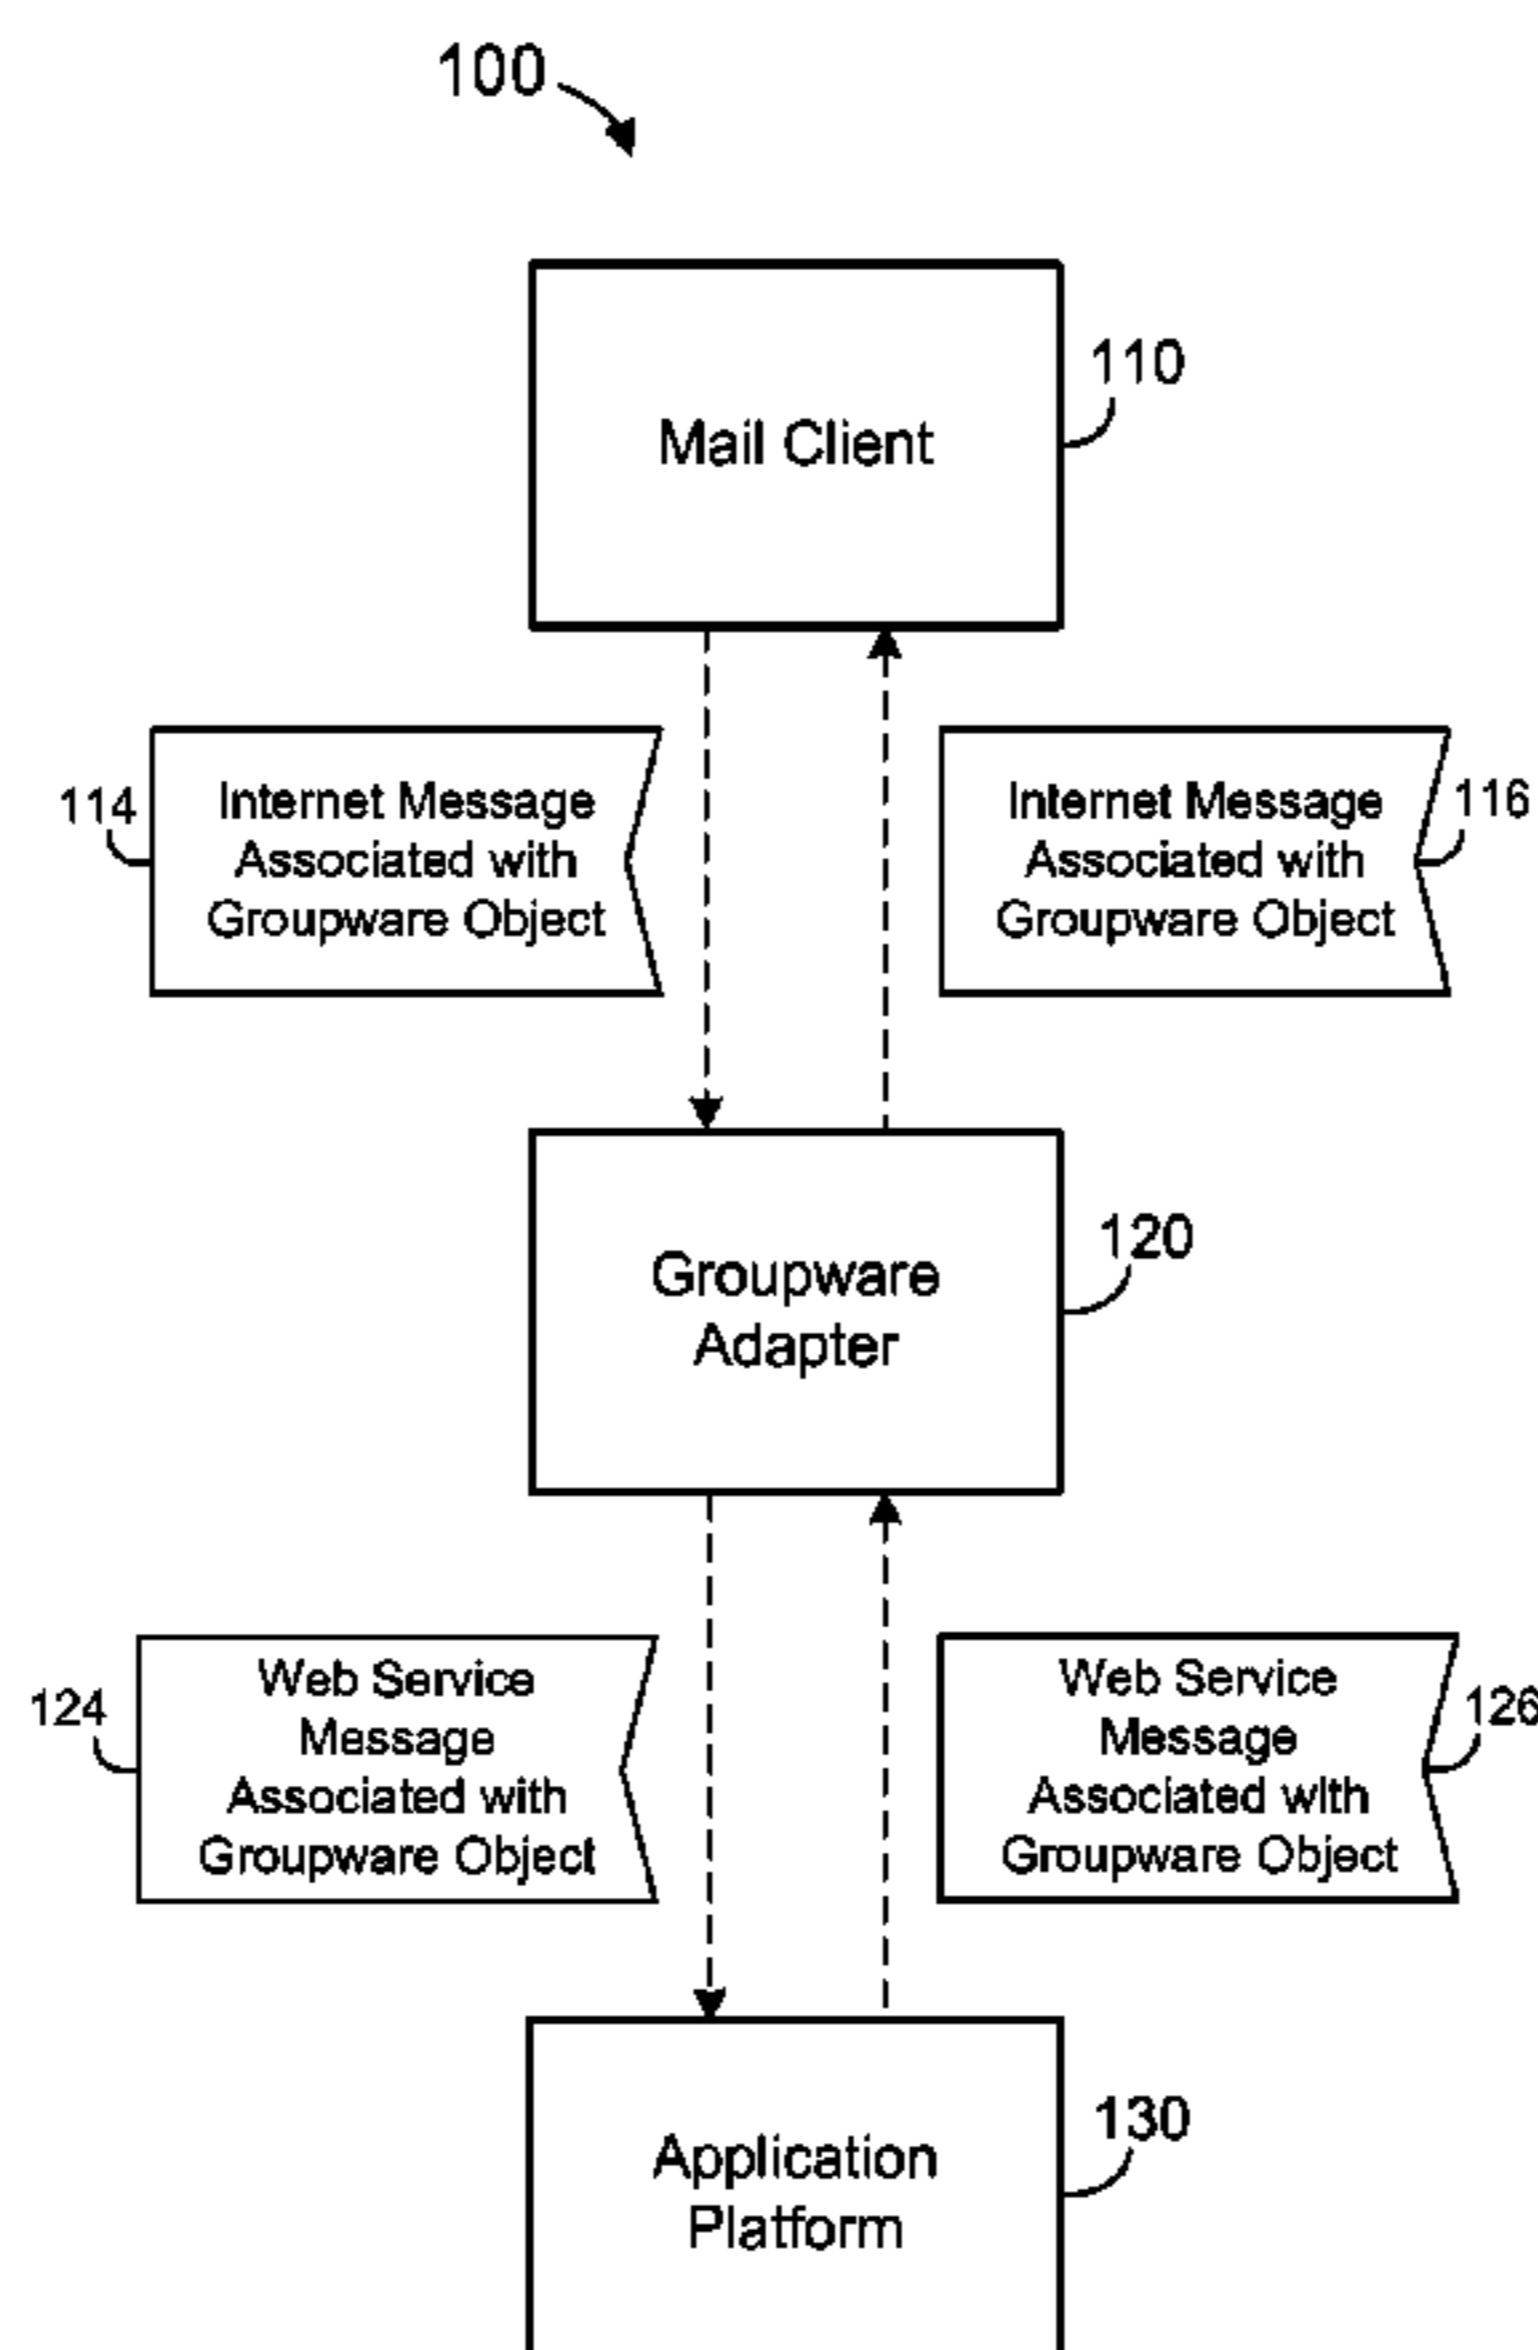 100
110
Mail Client
114
Internet Message
Associated with
Groupware Object
Internet Message
Associated with
Groupware Object
116
120
Groupware
Adapter
124
Web Service
Message
Associated with
Groupware Object
Web Service
Message
Associated with
Groupware Object
126
130
Application
Platform